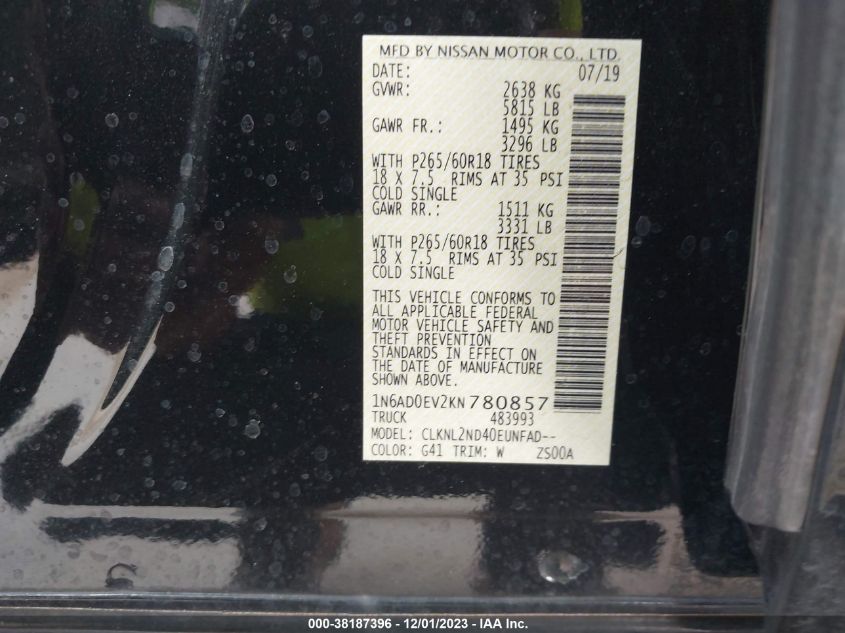 MFD BY NISSAN MOTOR CO., LTD.
DATE: 07/19
GVWR: 2638 KG
5815 LB
GAWR FR.: 1495 KG
3296 LB
WITH P265/60R18 TIRES
18 X 7.5 RIMS AT 35 PSI
COLD SINGLE
GAWR RR.: 1511 KG
3331 LB
WITH P265/60R18 TIRES
18 X 7.5 RIMS AT 35 PSI
COLD SINGLE
THIS VEHICLE CONFORMS TO
ALL APPLICABLE FEDERAL
MOTOR VEHICLE SAFETY AND
THEFT PREVENTION
STANDARDS IN EFFECT ON
THE DATE OF MANUFACTURE
SHOWN ABOVE.
1N6AD0EV2KN780857
TRUCK 483993
MODEL: CLKNL2ND40EUNFAD--
COLOR: G41 TRIM: W ZS00A
000-38187396 - 12/01/2023 - IAA Inc.